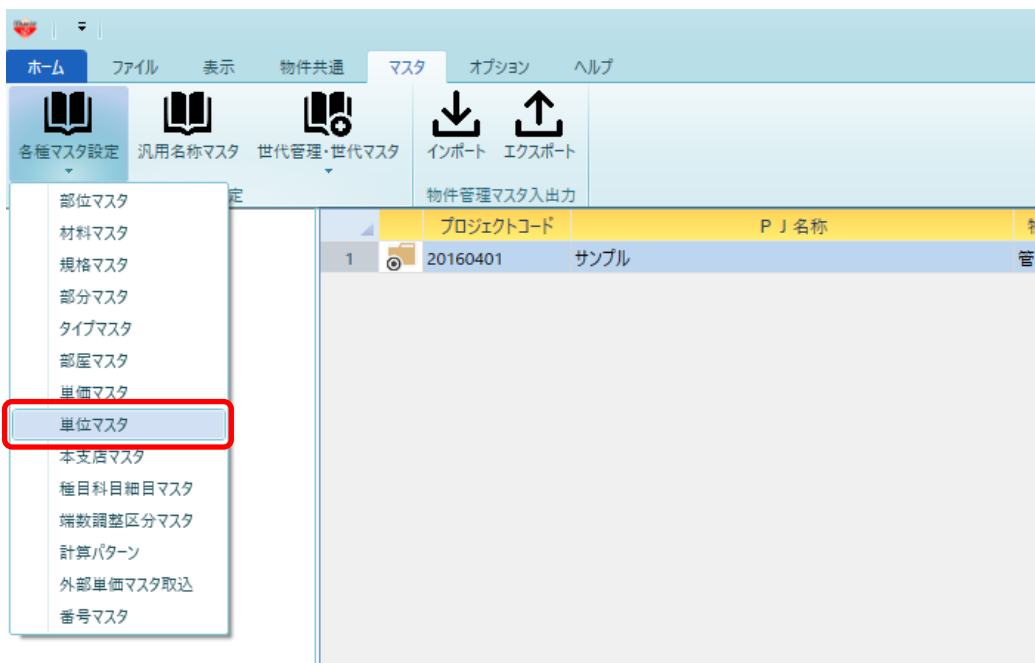 ホーム ファイル 表示 物件共通 マスタ オプション ヘルプ
各種マスタ設定 汎用名称マスタ 世代管理・世代マスタ インポート エクスポート
定 物件管理マスタ入出力
部位マスタ
材料マスタ
規格マスタ
部分マスタ
タイプマスタ
部屋マスタ
単価マスタ
単位マスタ
本支店マスタ
種目科目細目マスタ
端数調整区分マスタ
計算パターン
外部単価マスタ取込
番号マスタ
プロジェクトコード PJ名称
1 20160401 サンプル 管